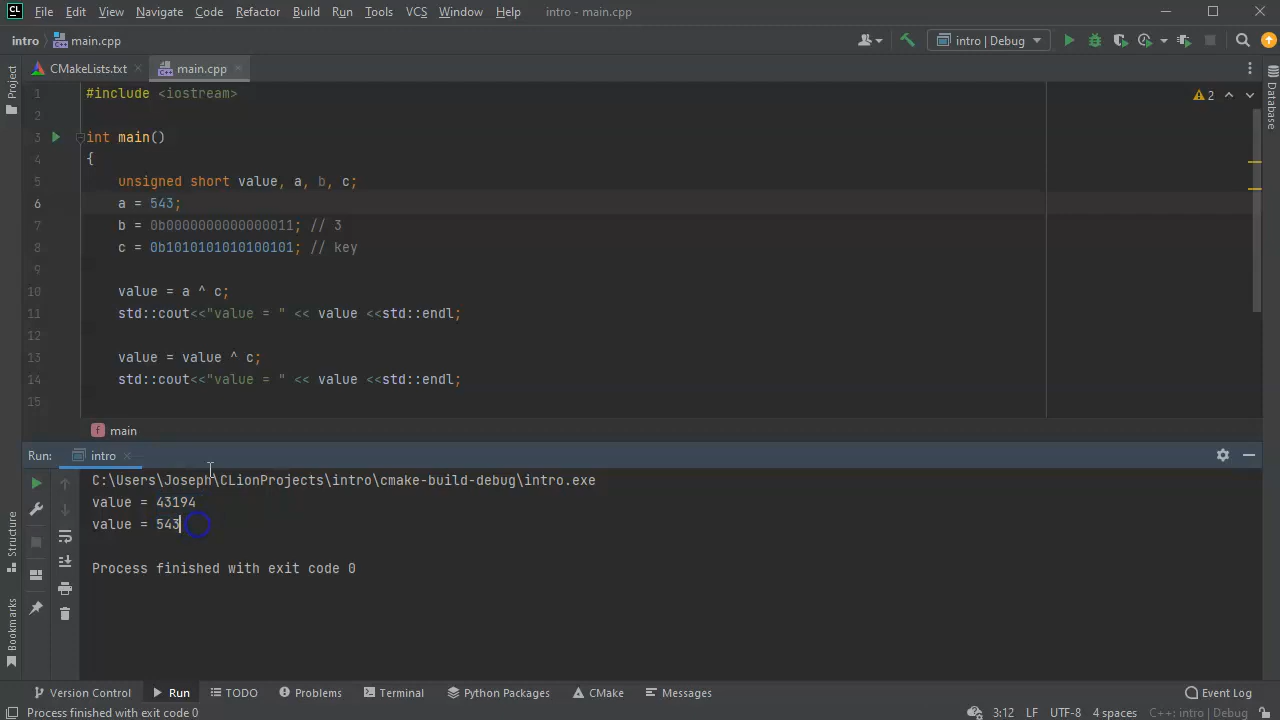 CL File Edit View Navigate Code Refactor Build Run Tools VCS Window Help intro - main.cpp
intro main.cpp intro | Debug
CMakeLists.txt main.cpp
Project
Database
2
1 #include <iostream>
2
3 int main()
4 {
5 unsigned short value, a, b, c;
6 a = 543;
7 b = 0b0000000000000011; // 3
8 c = 0b1010101010100101; // key
9
10 value = a ^ c;
11 std::cout<<"value = " << value <<std::endl;
12
13 value = value ^ c;
14 std::cout<<"value = " << value <<std::endl;
15
f main
Run: intro
C:\Users\Joseph\CLionProjects\intro\cmake-build-debug\intro.exe
value = 43194
value = 543
Process finished with exit code 0
Structure
Bookmarks
Version Control Run TODO Problems Terminal Python Packages CMake Messages Event Log
Process finished with exit code 0 3:12 LF UTF-8 4 spaces C++: intro | Debug